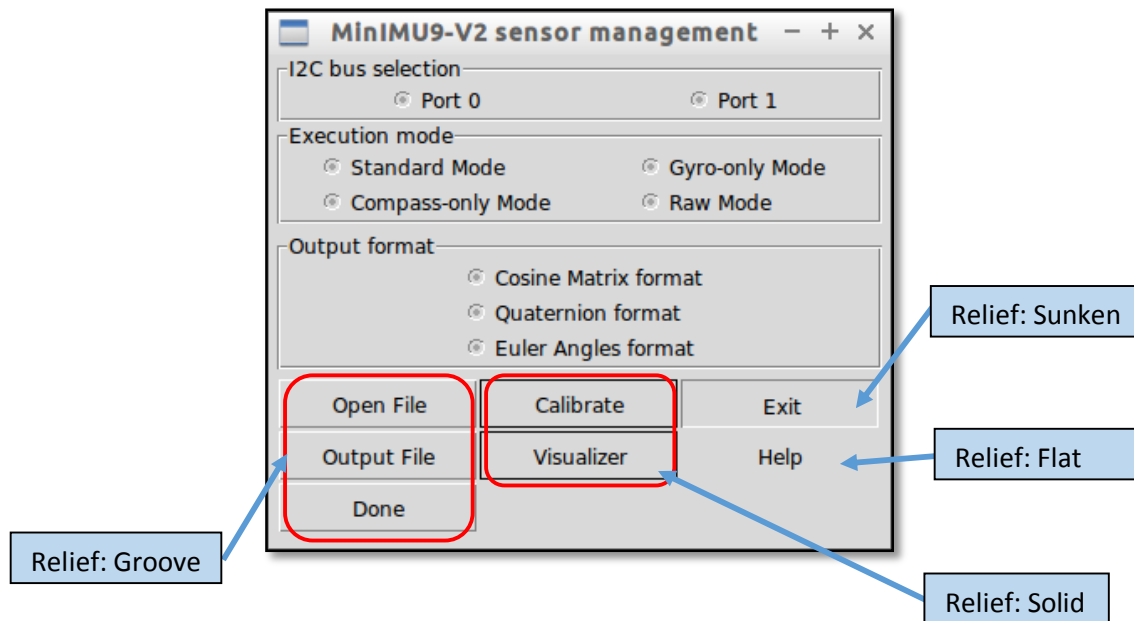 MinIMU9-V2 sensor management
I2C bus selection
Port 0 Port 1
Execution mode
Standard Mode Gyro-only Mode
Compass-only Mode Raw Mode
Output format
Cosine Matrix format
Quaternion format
Euler Angles format
Relief: Sunken
Open File Calibrate Exit
Output File Visualizer Help
Relief: Flat
Done
Relief: Groove
Relief: Solid